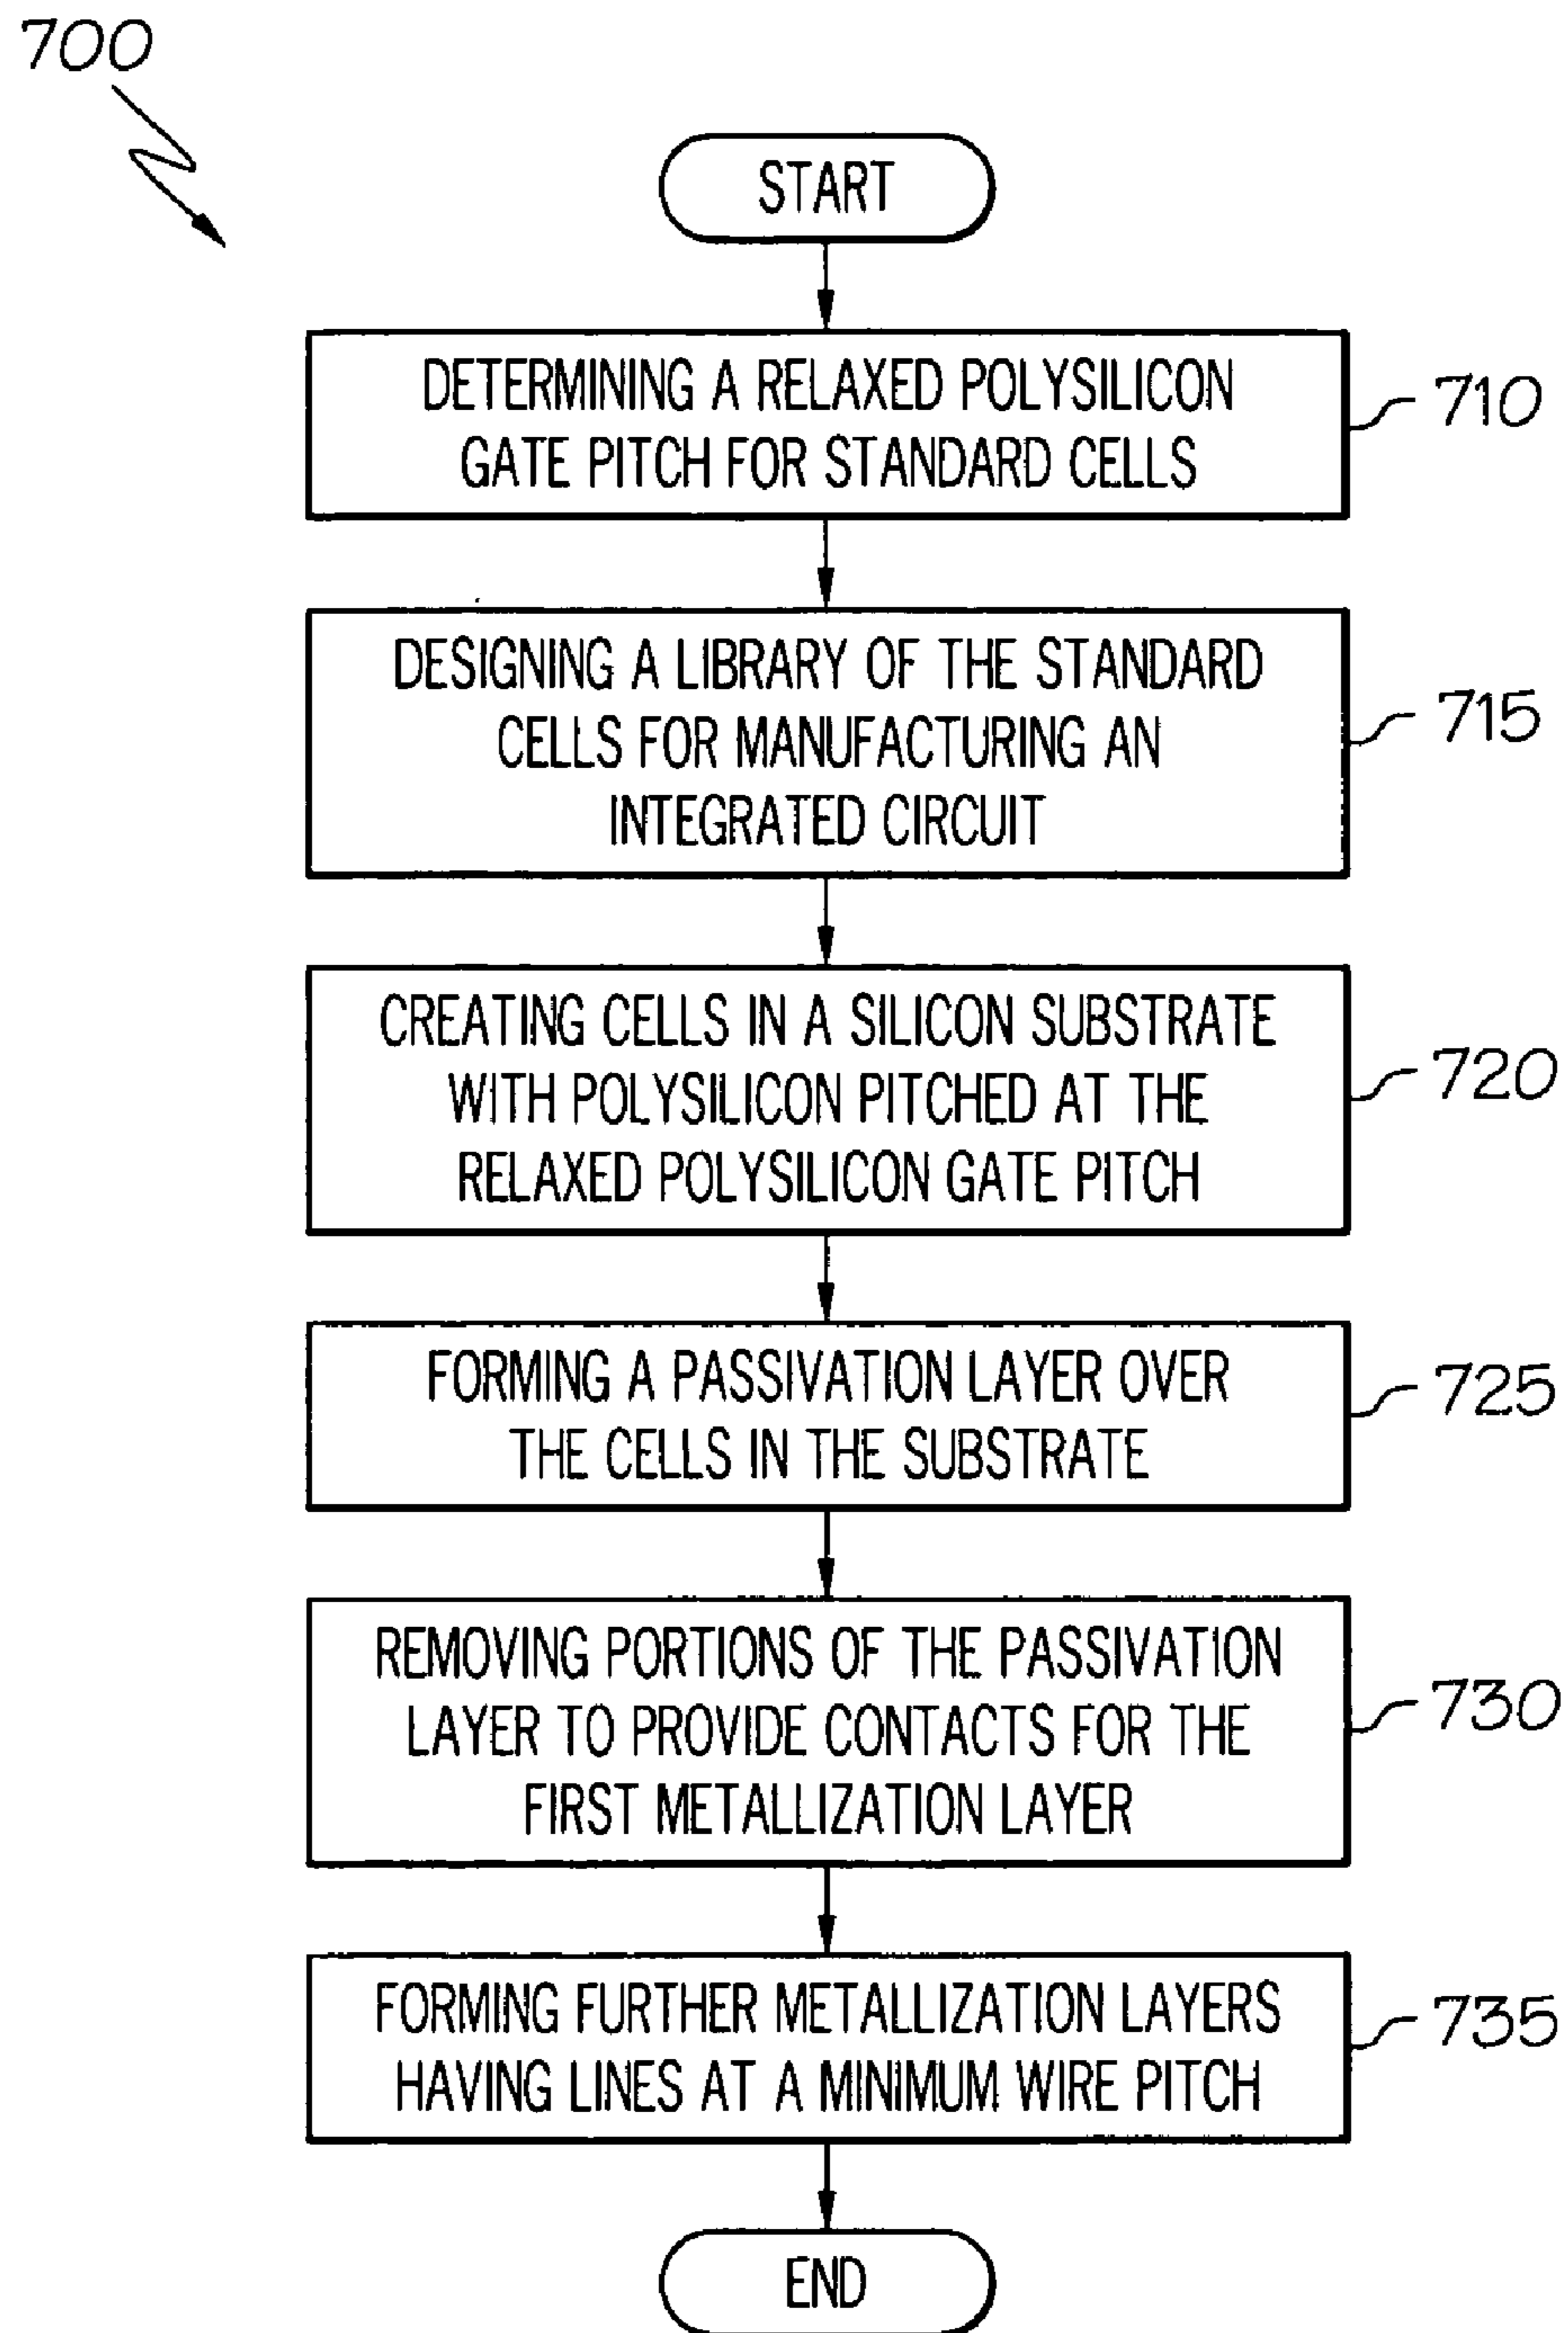 700
START
DETERMINING A RELAXED POLYSILICON
GATE PITCH FOR STANDARD CELLS
710
DESIGNING A LIBRARY OF THE STANDARD
CELLS FOR MANUFACTURING AN
INTEGRATED CIRCUIT
715
CREATING CELLS IN A SILICON SUBSTRATE
WITH POLYSILICON PITCHED AT THE
RELAXED POLYSILICON GATE PITCH
720
FORMING A PASSIVATION LAYER OVER
THE CELLS IN THE SUBSTRATE
725
REMOVING PORTIONS OF THE PASSIVATION
LAYER TO PROVIDE CONTACTS FOR THE
FIRST METALLIZATION LAYER
730
FORMING FURTHER METALLIZATION LAYERS
HAVING LINES AT A MINIMUM WIRE PITCH
735
END